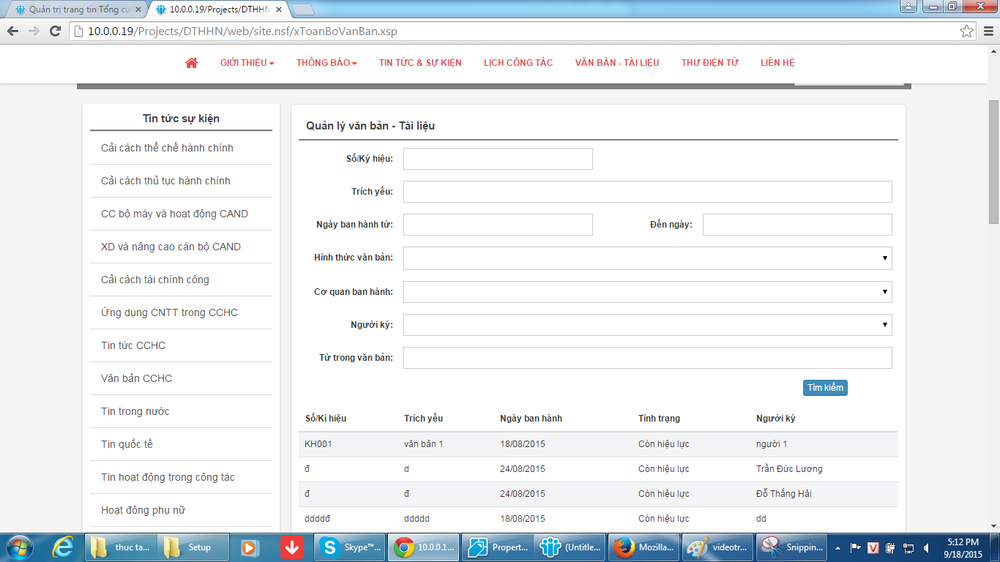 Quản trị trang tin Tổng cụ
10.0.0.19/Projects/DTHHN
10.0.0.19/Projects/DTHHN/web/site.nsf/xToanBoVanBan.xsp
GIỚI THIỆU THÔNG BÁO TIN TỨC & SỰ KIỆN LỊCH CÔNG TÁC VĂN BẢN - TÀI LIỆU THƯ ĐIỆN TỬ LIÊN HỆ
Tin tức sự kiện
Cải cách thể chế hành chính
Cải cách thủ tục hành chính
CC bộ máy và hoạt động CAND
XD và nâng cao cán bộ CAND
Cải cách tài chính công
Ứng dụng CNTT trong CCHC
Tin tức CCHC
Văn bản CCHC
Tin trong nước
Tin quốc tế
Tin hoạt động trong công tác
Hoạt đông phụ nữ
Quản lý văn bản - Tài liệu
Số/Ký hiệu:
Trích yếu:
Ngày ban hành từ: Đến ngày:
Hình thức văn bản:
Cơ quan ban hành:
Người ký:
Từ trong văn bản:
Tìm kiếm
Số/Kí hiệu Trích yếu Ngày ban hành Tình trạng Người ký
KH001 văn bản 1 18/08/2015 Còn hiệu lực người 1
đ d 24/08/2015 Còn hiệu lực Trần Đức Lương
đ đ 24/08/2015 Còn hiệu lực Đỗ Thắng Hải
ddddđ ddddd 18/08/2015 Còn hiệu lực dd
thuc ta... Setup Skype™... 10.0.0.1... Propert... (Untitle... Mozilla... videotr... Snippin... 5:12 PM
9/18/2015